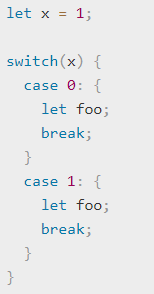 let x = 1;

switch(x) {
  case 0: {
    let foo;
    break;
  }
  case 1: {
    let foo;
    break;
  }
}